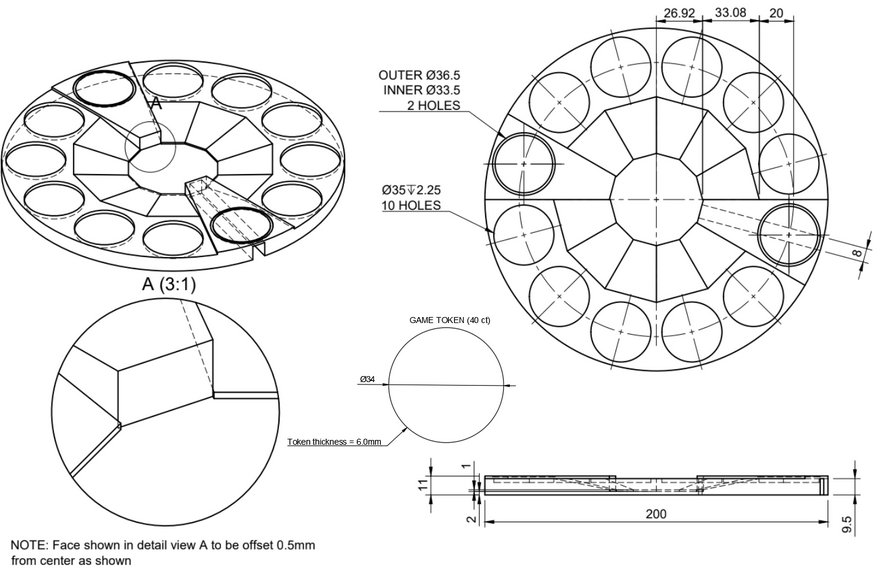 26.92 33.08 20
OUTER Ø36.5
INNER Ø33.5
2 HOLES
A
Ø35↧2.25
10 HOLES
8
A (3:1)
GAME TOKEN (40 ct)
Ø34
Token thickness = 6.0mm
1
11
2
200
9.5
NOTE: Face shown in detail view A to be offset 0.5mm
from center as shown